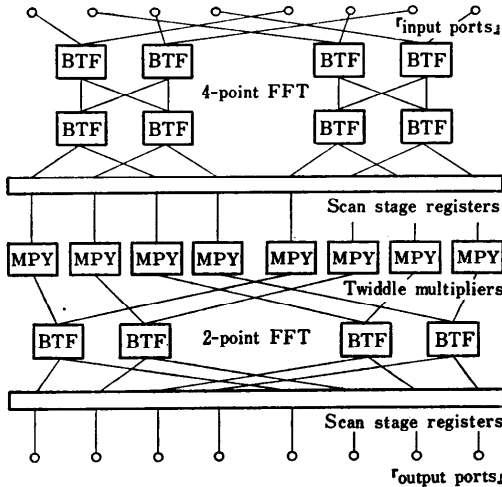 「input ports」
BTF BTF BTF BTF
4-point FFT
BTF BTF BTF BTF
Scan stage registers
MPY MPY MPY MPY MPY MPY MPY MPY
Twiddle multipliers
BTF BTF 2-point FFT BTF BTF
Scan stage registers
「output ports」